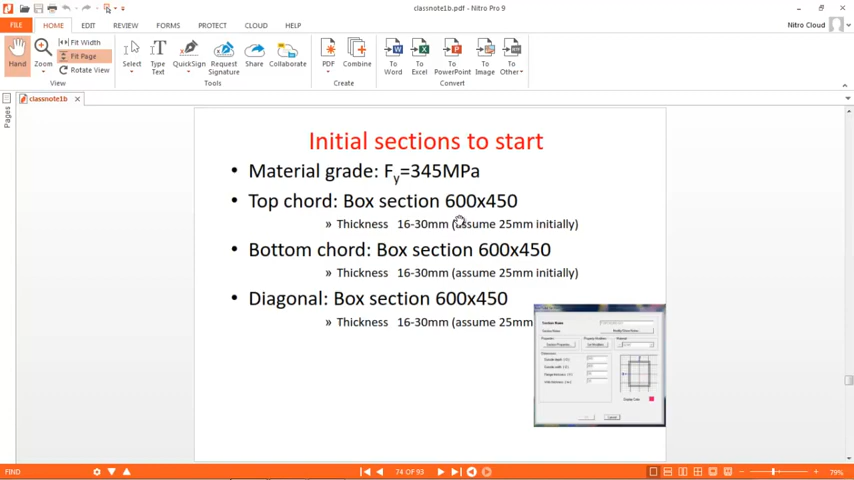 classnote1b.pdf - Nitro Pro 9
FILE HOME EDIT REVIEW FORMS PROTECT CLOUD HELP
Nitro Cloud
Hand Zoom Fit Width Fit Page Rotate View
Select Type Text QuickSign Request Signature Share Collaborate
PDF Combine
To Word To Excel To PowerPoint To Image To Other
View Tools Create Convert
classnote1b
Pages
Initial sections to start
• Material grade: Fy=345MPa
• Top chord: Box section 600x450
» Thickness 16-30mm (assume 25mm initially)
• Bottom chord: Box section 600x450
» Thickness 16-30mm (assume 25mm initially)
• Diagonal: Box section 600x450
» Thickness 16-30mm (assume 25mm
Section Name
Display Color
FIND 74 OF 93 79%